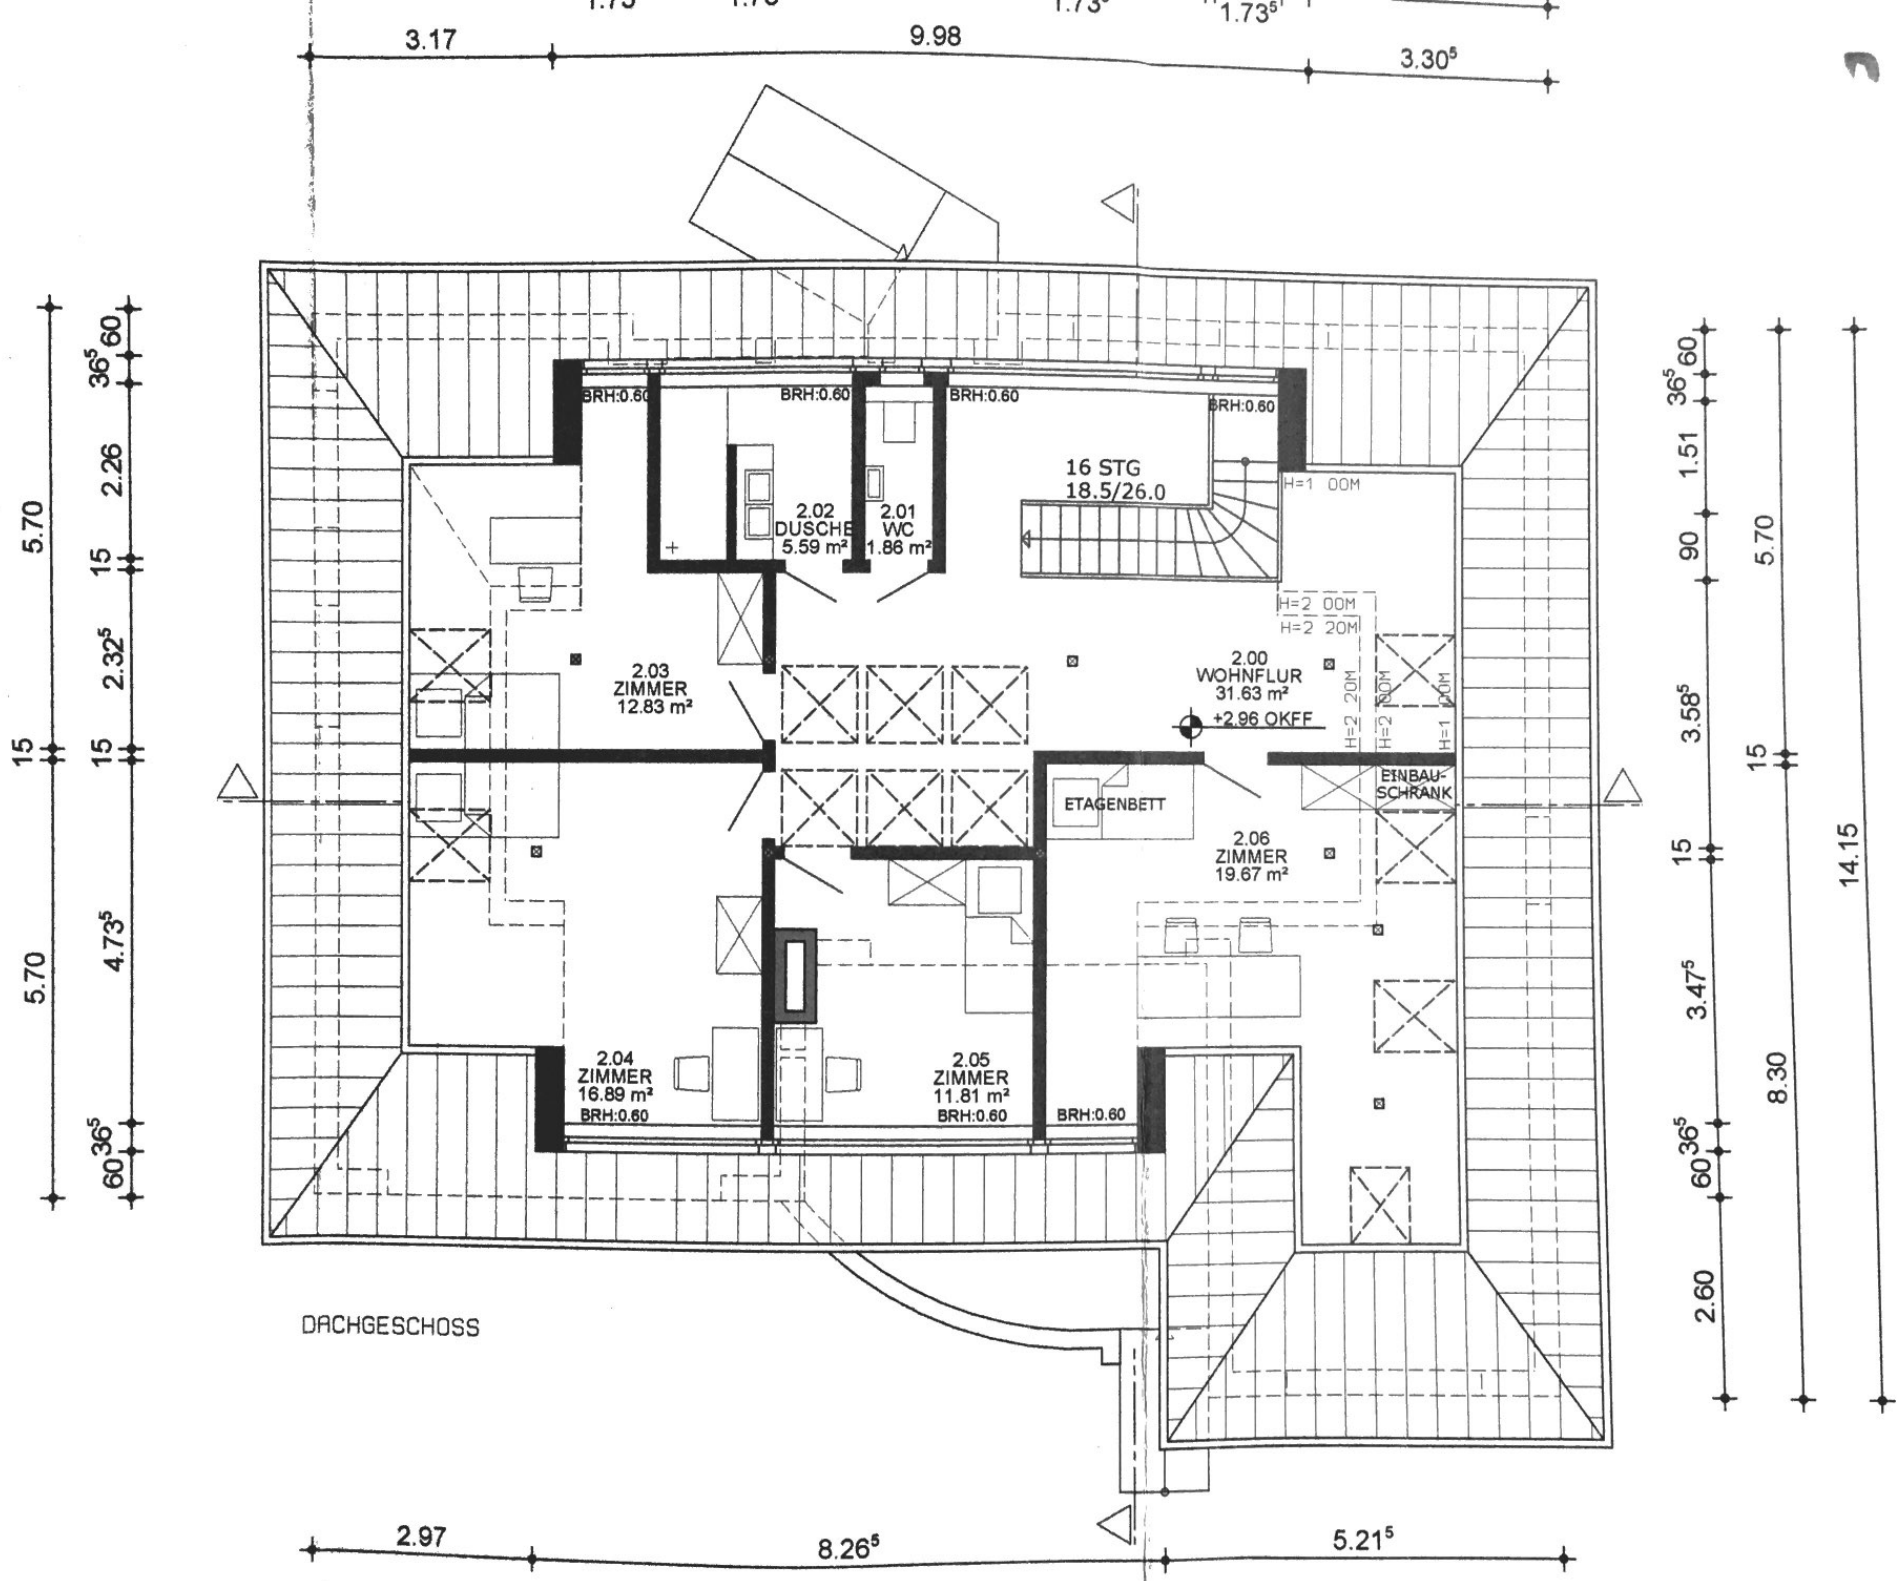 1.73⁵
1.73⁵¹
3.17
9.98
3.30⁵
BRH:0.60
BRH:0.60
BRH:0.60
BRH:0.60
16 STG
18.5/26.0
H=1 00M
2.02
DUSCHE
5.59 m²
2.01
WC
1.86 m²
H=2 00M
H=2 20M
2.03
ZIMMER
12.83 m²
2.00
WOHNFLUR
31.63 m²
+2.96 OKFF
H=2 20M
H=2 00M
H=1 00M
ETAGENBETT
EINBAU-
SCHRANK
2.06
ZIMMER
19.67 m²
2.04
ZIMMER
16.89 m²
BRH:0.60
2.05
ZIMMER
11.81 m²
BRH:0.60
BRH:0.60
DACHGESCHOSS
5.70
15
5.70
60
36⁵
2.26
15
2.32⁵
15
4.73⁵
36⁵
60
60
36⁵
1.51
90
3.58⁵
15
3.47⁵
36⁵
60
2.60
5.70
15
8.30
14.15
2.97
8.26⁵
5.21⁵